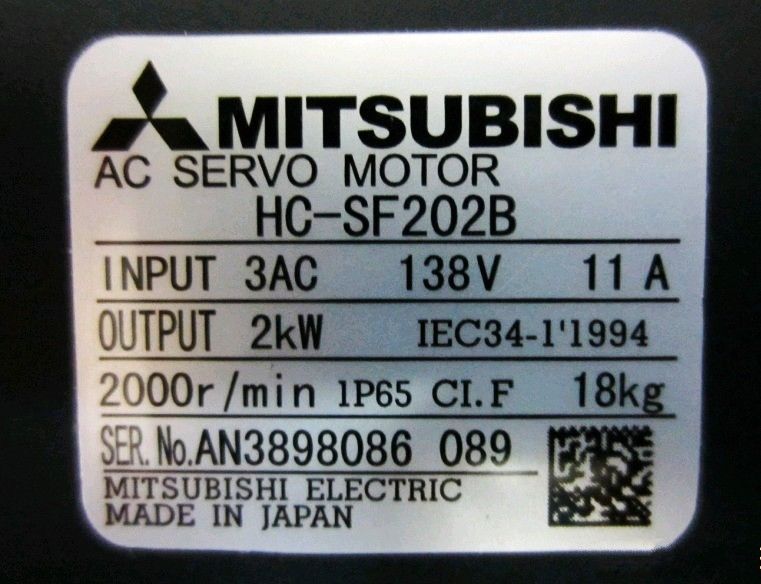 MITSUBISHI
AC SERVO MOTOR
HC-SF202B
INPUT 3AC 138V 11 A
OUTPUT 2kW IEC34-1'1994
2000r/min IP65 CI.F 18kg
SER.No.AN3898086 089
MITSUBISHI ELECTRIC
MADE IN JAPAN